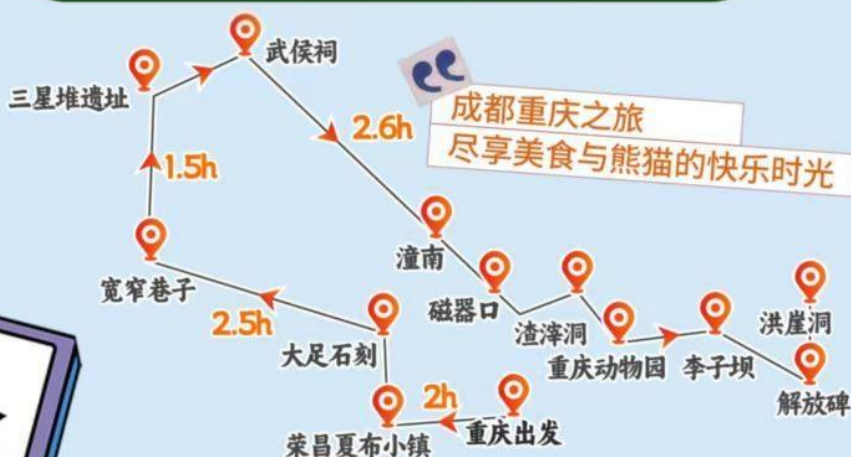 武侯祠
三星堆遗址
成都重庆之旅
2.6h
尽享美食与熊猫的快乐时光
1.5h
潼南
宽窄巷子
磁器口
2.5h
渣滓洞
洪崖洞
大足石刻
重庆动物园
李子坝
解放碑
2h
荣昌夏布小镇
重庆出发